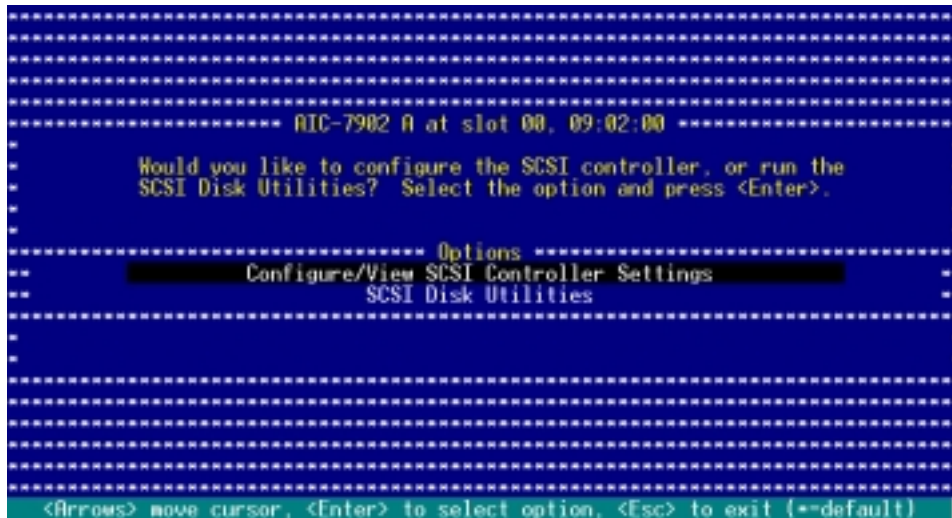 AIC-7902 A at slot 00, 09:02:00
Would you like to configure the SCSI controller, or run the
SCSI Disk Utilities? Select the option and press <Enter>.
Options
Configure/View SCSI Controller Settings
SCSI Disk Utilities
<Arrows> move cursor, <Enter> to select option, <Esc> to exit (*=default)